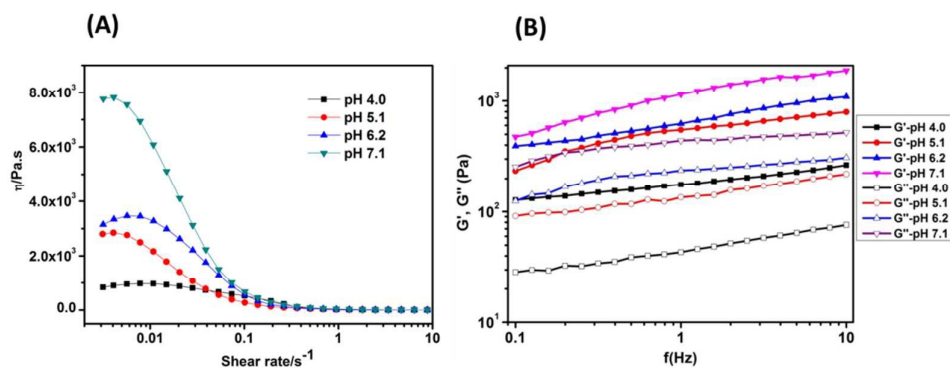 (A)
(B)
η/Pa.s
8.0x10³
6.0x10³
4.0x10³
2.0x10³
0.0
0.01
0.1
1
10
Shear rate/s⁻¹
pH 4.0
pH 5.1
pH 6.2
pH 7.1
G', G'' (Pa)
10³
10²
10¹
0.1
1
10
f(Hz)
G'-pH 4.0
G'-pH 5.1
G'-pH 6.2
G'-pH 7.1
G''-pH 4.0
G''-pH 5.1
G''-pH 6.2
G''-pH 7.1